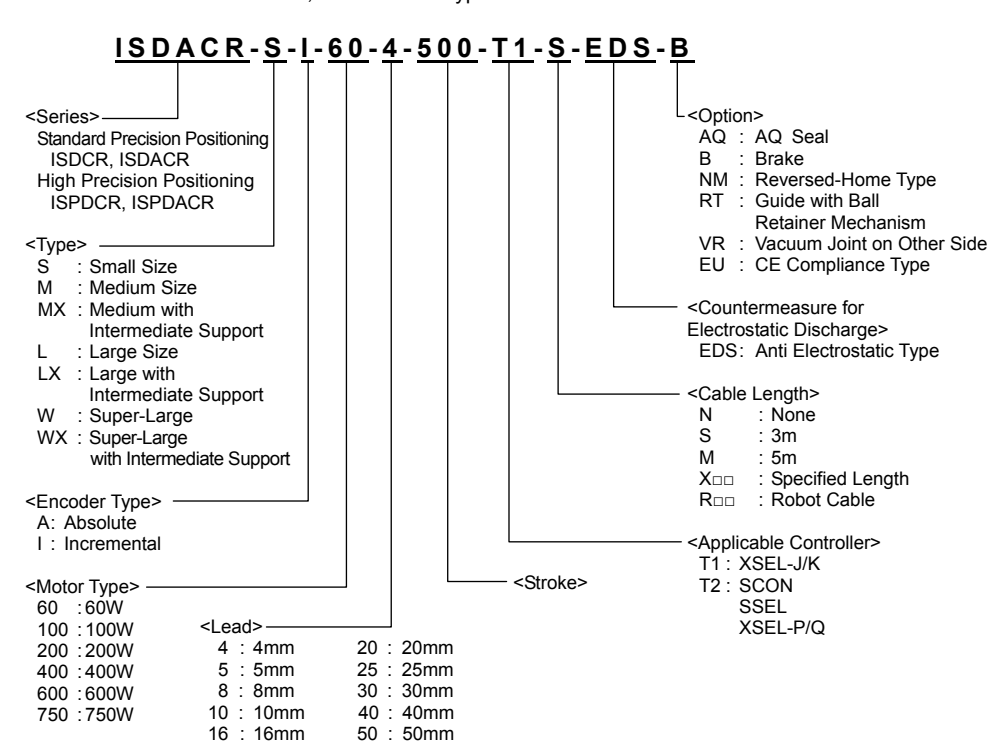 ISDACR-S-I-60-4-500-T1-S-EDS-B
<Series>
Standard Precision Positioning
ISDCR, ISDACR
High Precision Positioning
ISPDCR, ISPDACR
<Type>
S : Small Size
M : Medium Size
MX : Medium with
Intermediate Support
L : Large Size
LX : Large with
Intermediate Support
W : Super-Large
WX : Super-Large
with Intermediate Support
<Encoder Type>
A: Absolute
I : Incremental
<Motor Type>
60 :60W
100 :100W
200 :200W
400 :400W
600 :600W
750 :750W
<Lead>
4 : 4mm
5 : 5mm
8 : 8mm
10 : 10mm
16 : 16mm
20 : 20mm
25 : 25mm
30 : 30mm
40 : 40mm
50 : 50mm
<Stroke>
<Option>
AQ : AQ Seal
B : Brake
NM : Reversed-Home Type
RT : Guide with Ball
Retainer Mechanism
VR : Vacuum Joint on Other Side
EU : CE Compliance Type
<Countermeasure for
Electrostatic Discharge>
EDS: Anti Electrostatic Type
<Cable Length>
N : None
S : 3m
M : 5m
X□□ : Specified Length
R□□ : Robot Cable
<Applicable Controller>
T1 : XSEL-J/K
T2 : SCON
SSEL
XSEL-P/Q